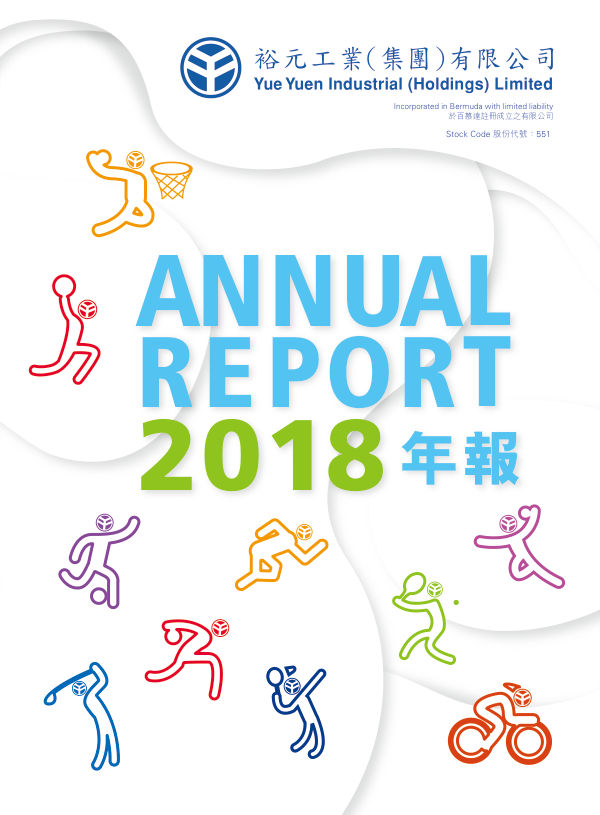 裕元工業(集團)有限公司
Yue Yuen Industrial (Holdings) Limited
Incorporated in Bermuda with limited liability
於百慕達註冊成立之有限公司
Stock Code 股份代號：551
ANNUAL
REPORT
2018 年報